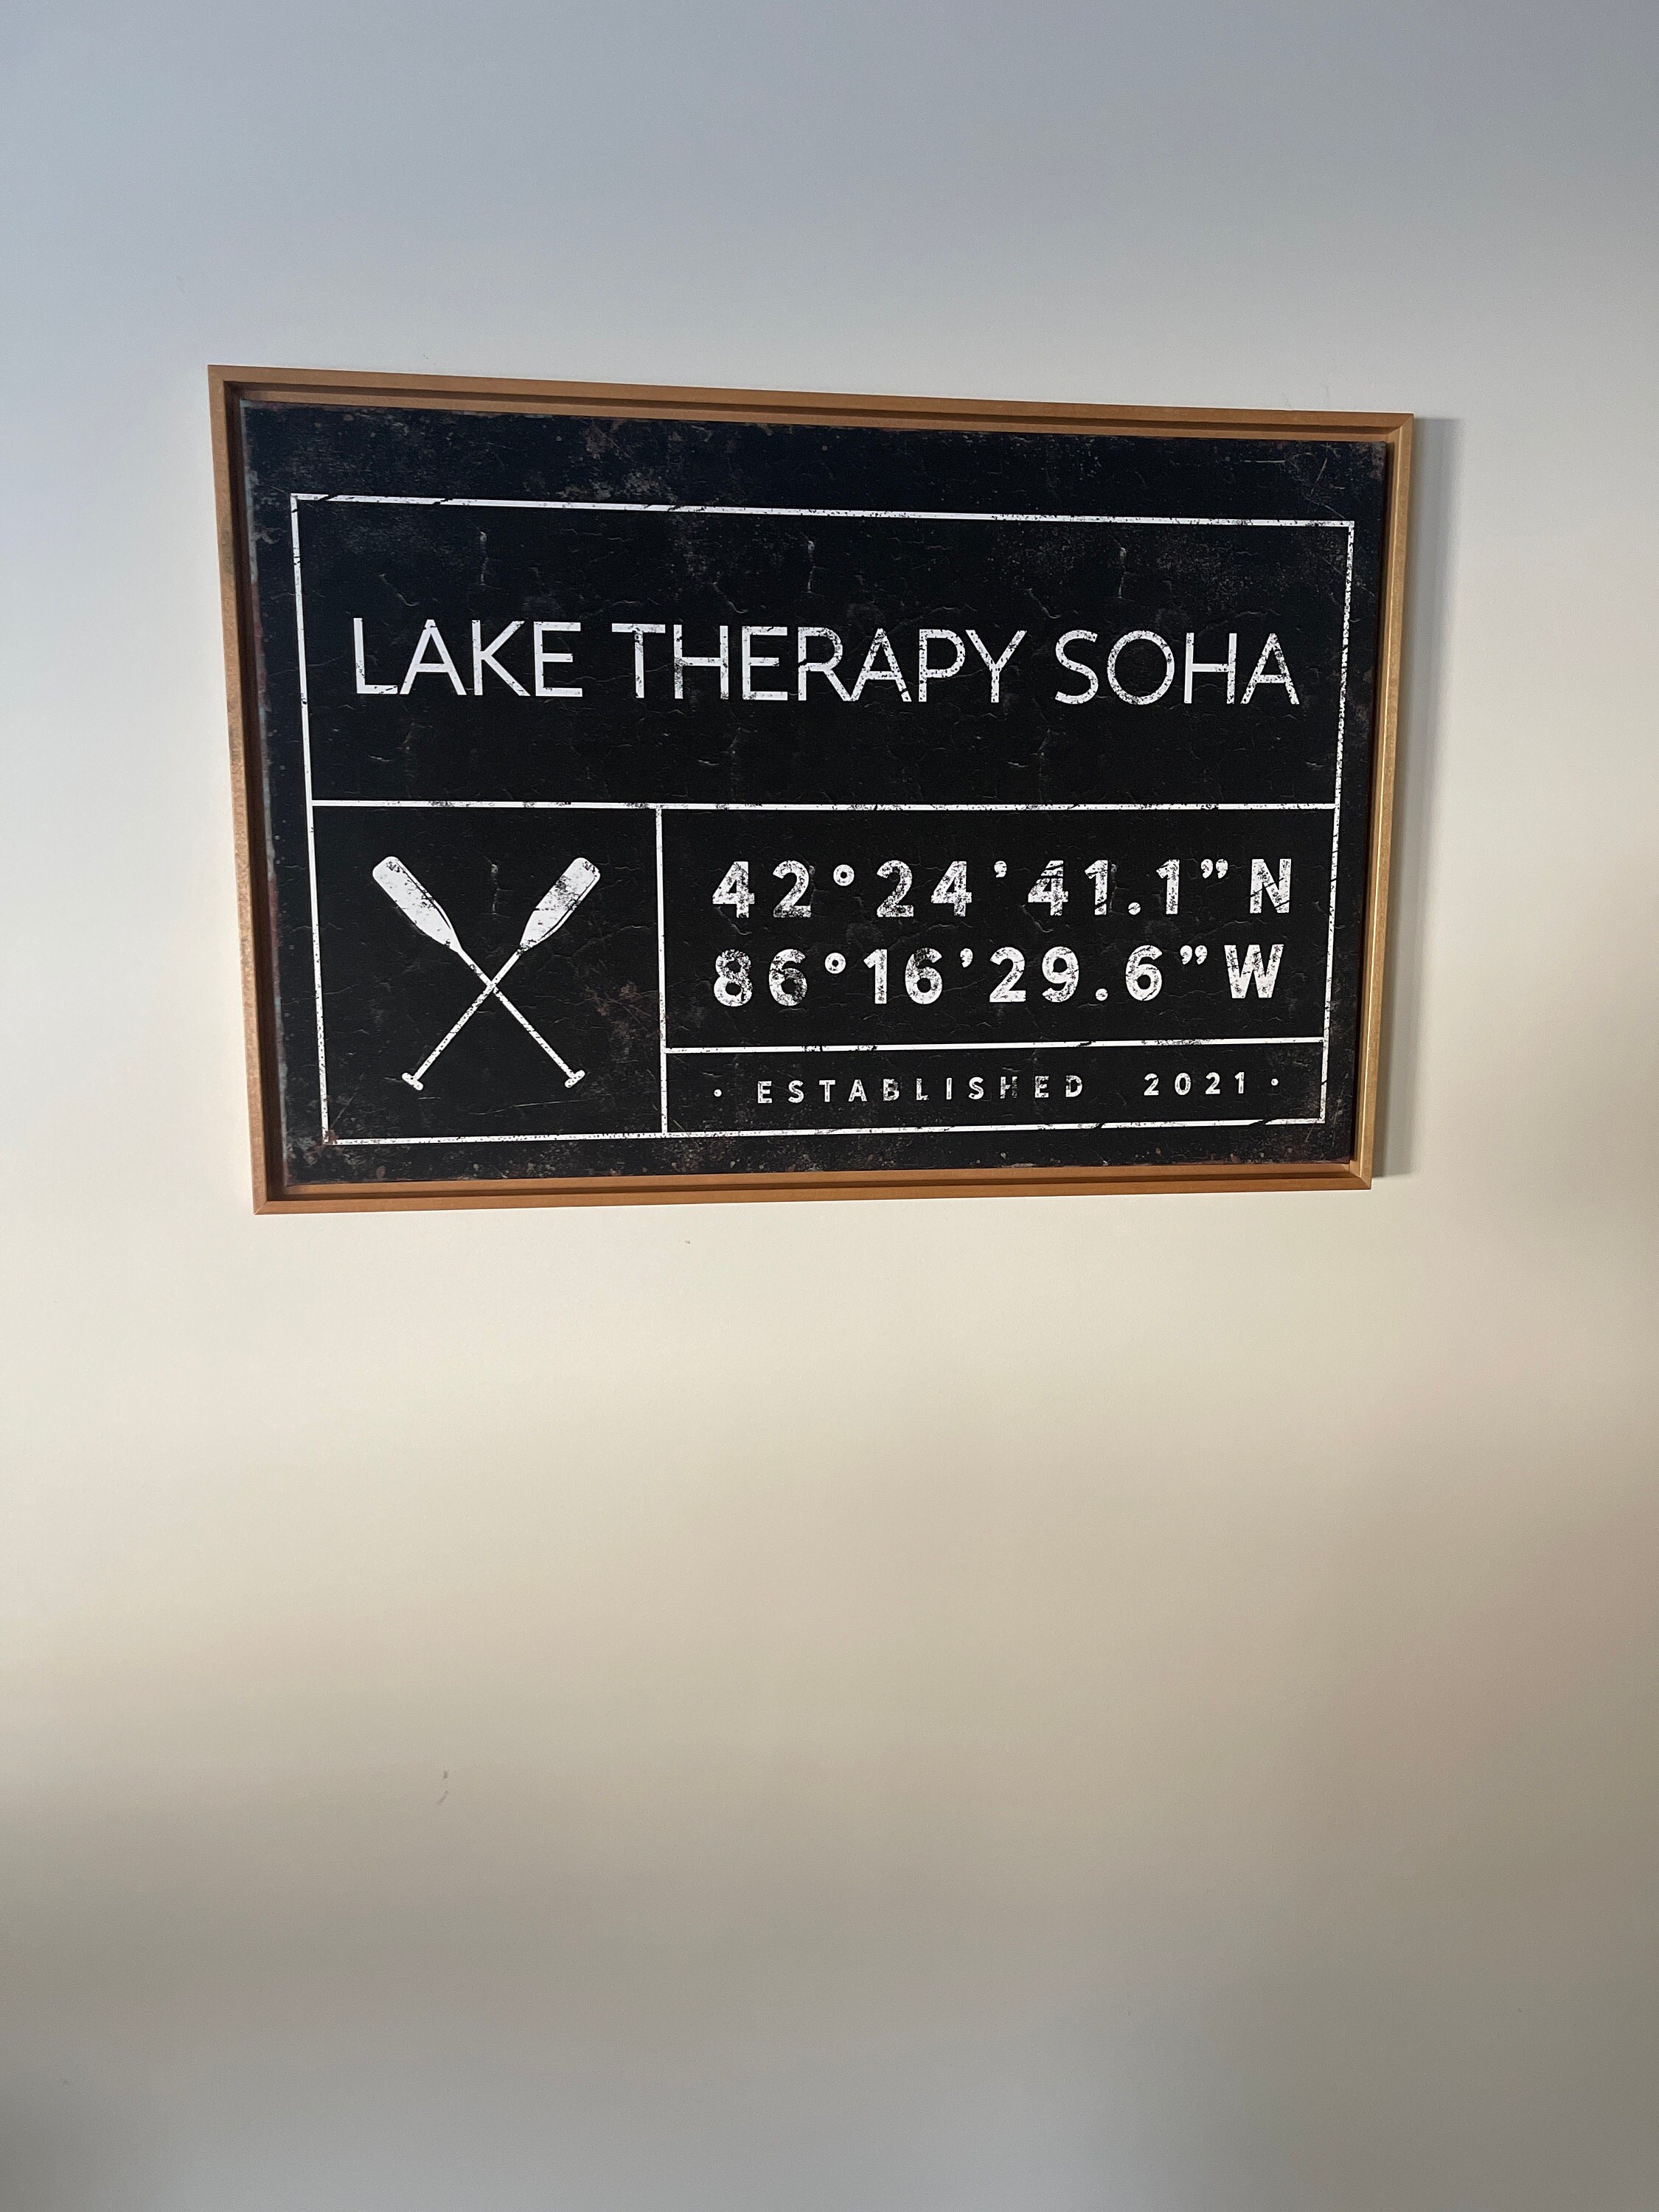 LAKE THERAPY SOHA
42°24’41.1”N
86°16’29.6”W
· ESTABLISHED 2021 ·